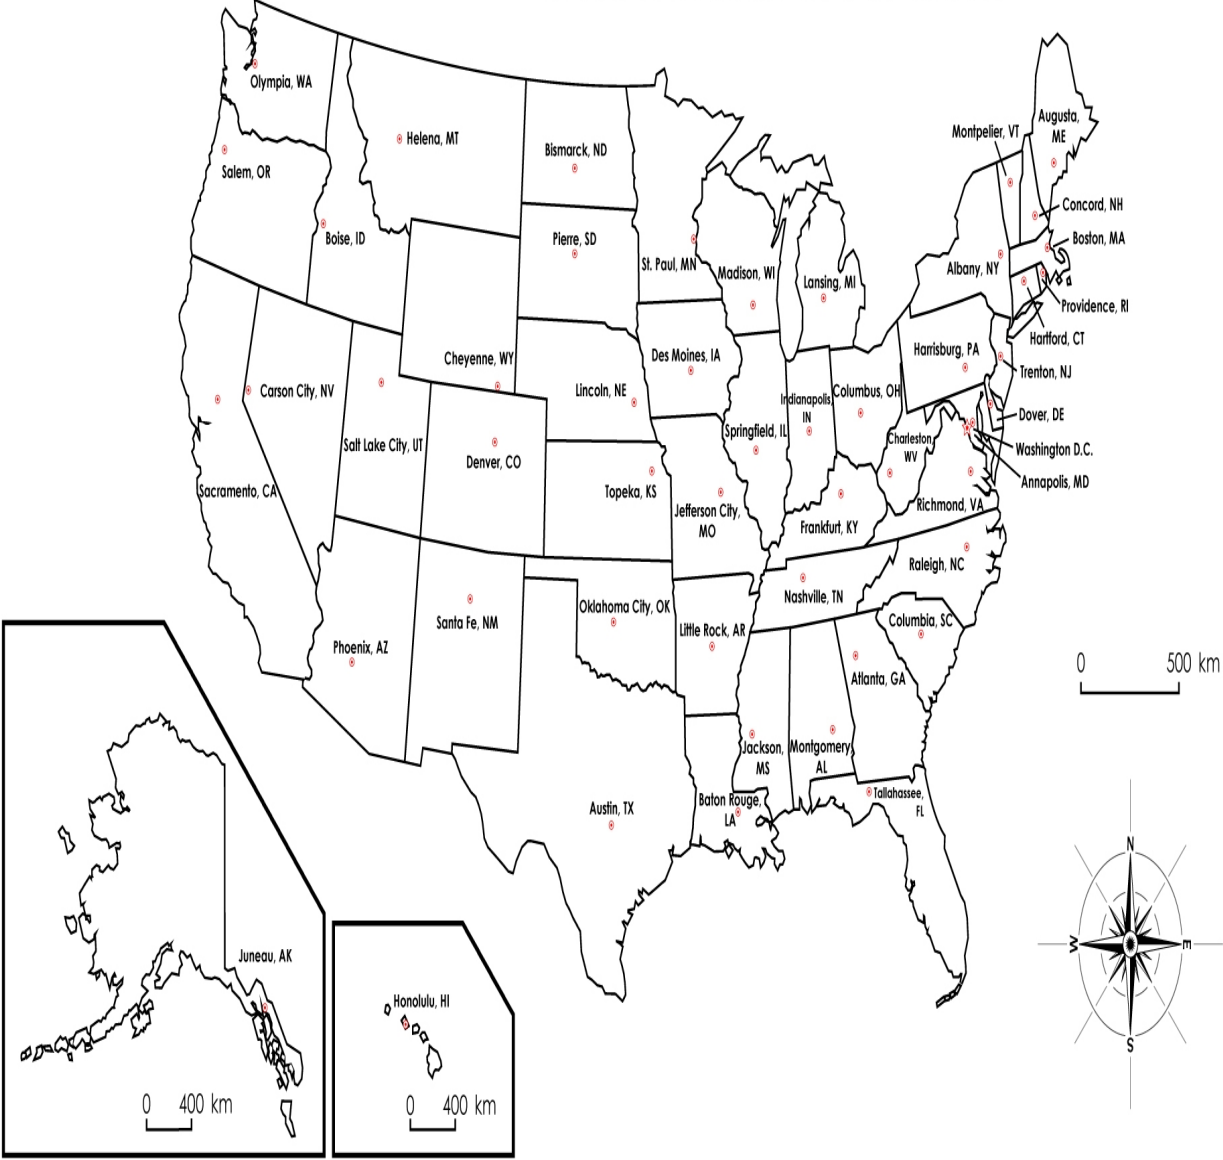 Olympia, WA
Helena, MT
Bismarck, ND
Montpelier, VT
Augusta,
ME
Salem, OR
Boise, ID
Pierre, SD
St. Paul, MN
Madison, WI
Lansing, MI
Albany, NY
Concord, NH
Boston, MA
Providence, RI
Hartford, CT
Cheyenne, WY
Des Moines, IA
Harrisburg, PA
Trenton, NJ
Carson City, NV
Lincoln, NE
Indianapolis,
IN
Columbus, OH
Dover, DE
Salt Lake City, UT
Denver, CO
Springfield, IL
Charleston,
WV
Washington D.C.
Annapolis, MD
Sacramento, CA
Topeka, KS
Jefferson City,
MO
Frankfurt, KY
Richmond, VA
Raleigh, NC
Santa Fe, NM
Oklahoma City, OK
Nashville, TN
Phoenix, AZ
Little Rock, AR
Columbia, SC
Atlanta, GA
0 500 km
Jackson,
MS
Montgomery,
AL
Austin, TX
Baton Rouge,
LA
Tallahassee,
FL
Juneau, AK
Honolulu, HI
0 400 km
0 400 km
N
W
E
S